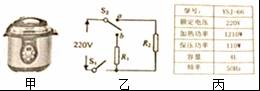 S₂
a
b
220V
R₁
R₂
S₁
型号: YSJ-66
额定电压 220V
加热功率 1210W
保压功率 110W
容量 4L
频率 50Hz
甲 乙 丙